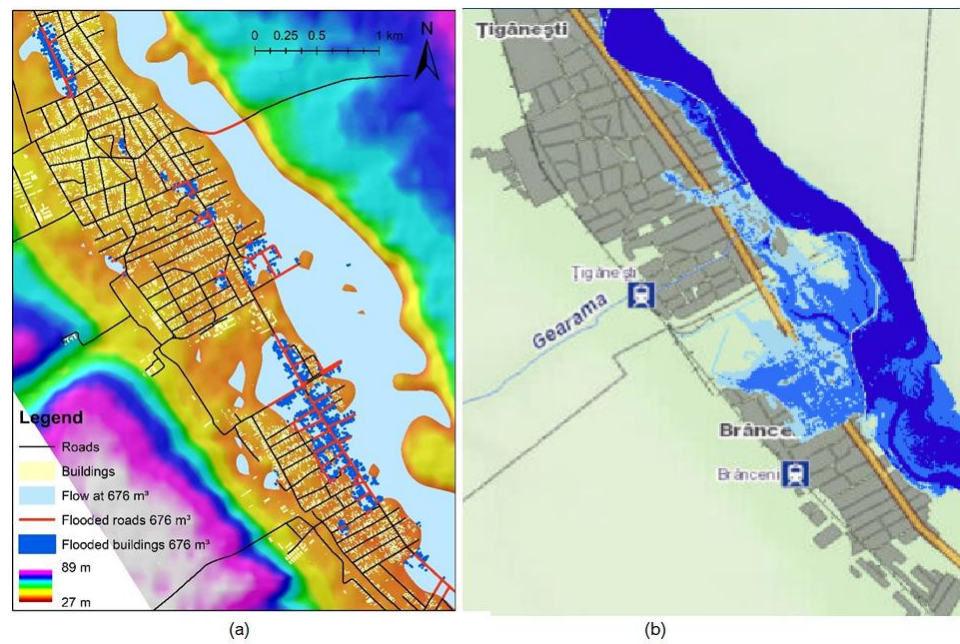 N
0 0.25 0.5 1 km
Legend
Roads
Buildings
Flow at 676 m³
Flooded roads 676 m³
Flooded buildings 676 m³
89 m
27 m
(a)
Ţigăneşti
Ţigăneşti
Gearama
Brânce
Brânceni
(b)